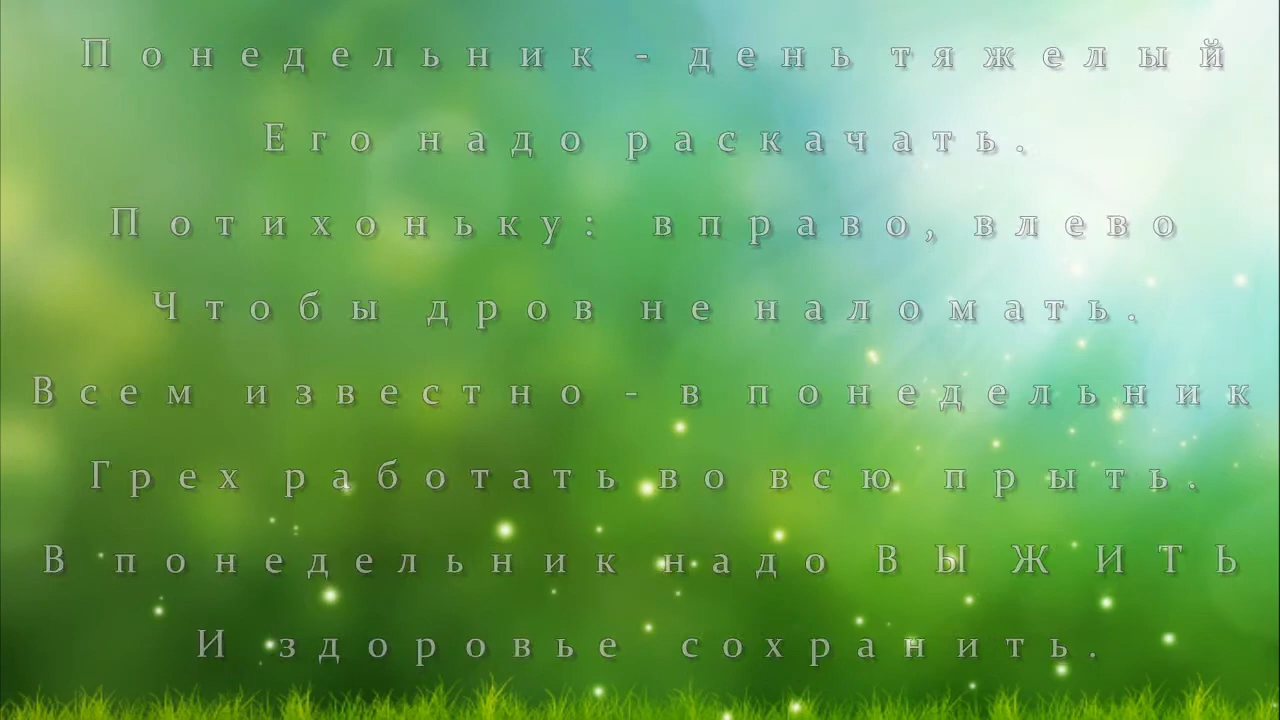 Понедельник - день тяжелый
Его надо раскачать.
Потихоньку: вправо, влево
Чтобы дров не наломать.
Всем известно - в понедельник
Грех работать во всю прыть.
В понедельник надо ВЫЖИТЬ
И здоровье сохранить.